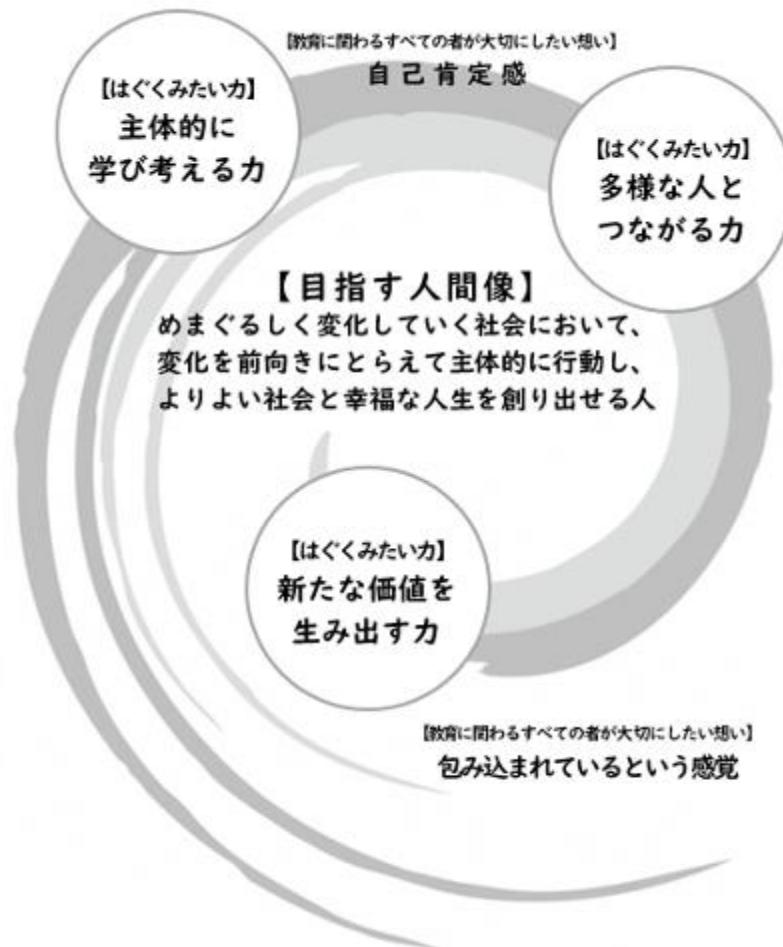 【教育に関わるすべての者が大切にしたい想い】
自己肯定感
【はぐくみたい力】
主体的に
学び考える力
【はぐくみたい力】
多様な人と
つながる力
【目指す人間像】
めまぐるしく変化していく社会において、
変化を前向きにとらえて主体的に行動し、
よりよい社会と幸福な人生を創り出せる人
【はぐくみたい力】
新たな価値を
生み出す力
【教育に関わるすべての者が大切にしたい想い】
包み込まれているという感覚